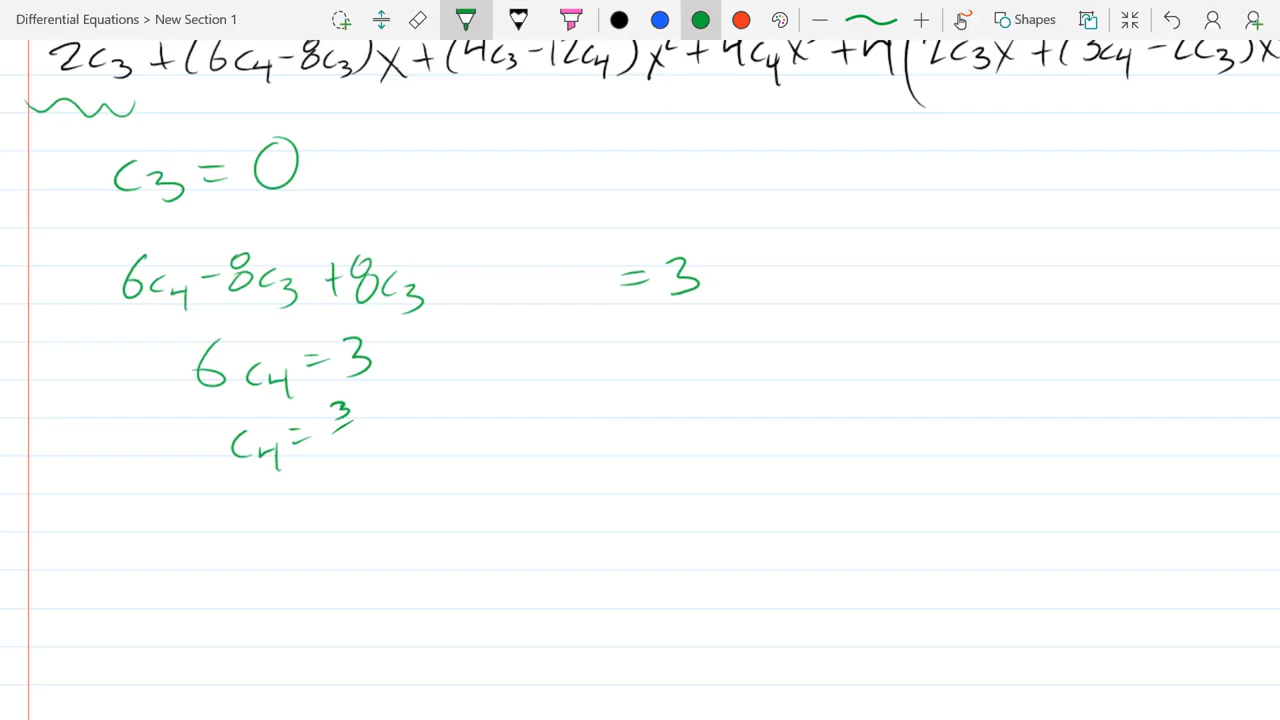 Differential Equations > New Section 1
Shapes
2c₃ + (6c₄ - 8c₃)x + (4c₃ - 12c₄)x² + 4c₄x³ + 4(2c₃x + (3c₄ - 2c₃)x
c₃ = 0
6c₄ - 8c₃ + 8c₃ = 3
6c₄ = 3
c₄ = 3